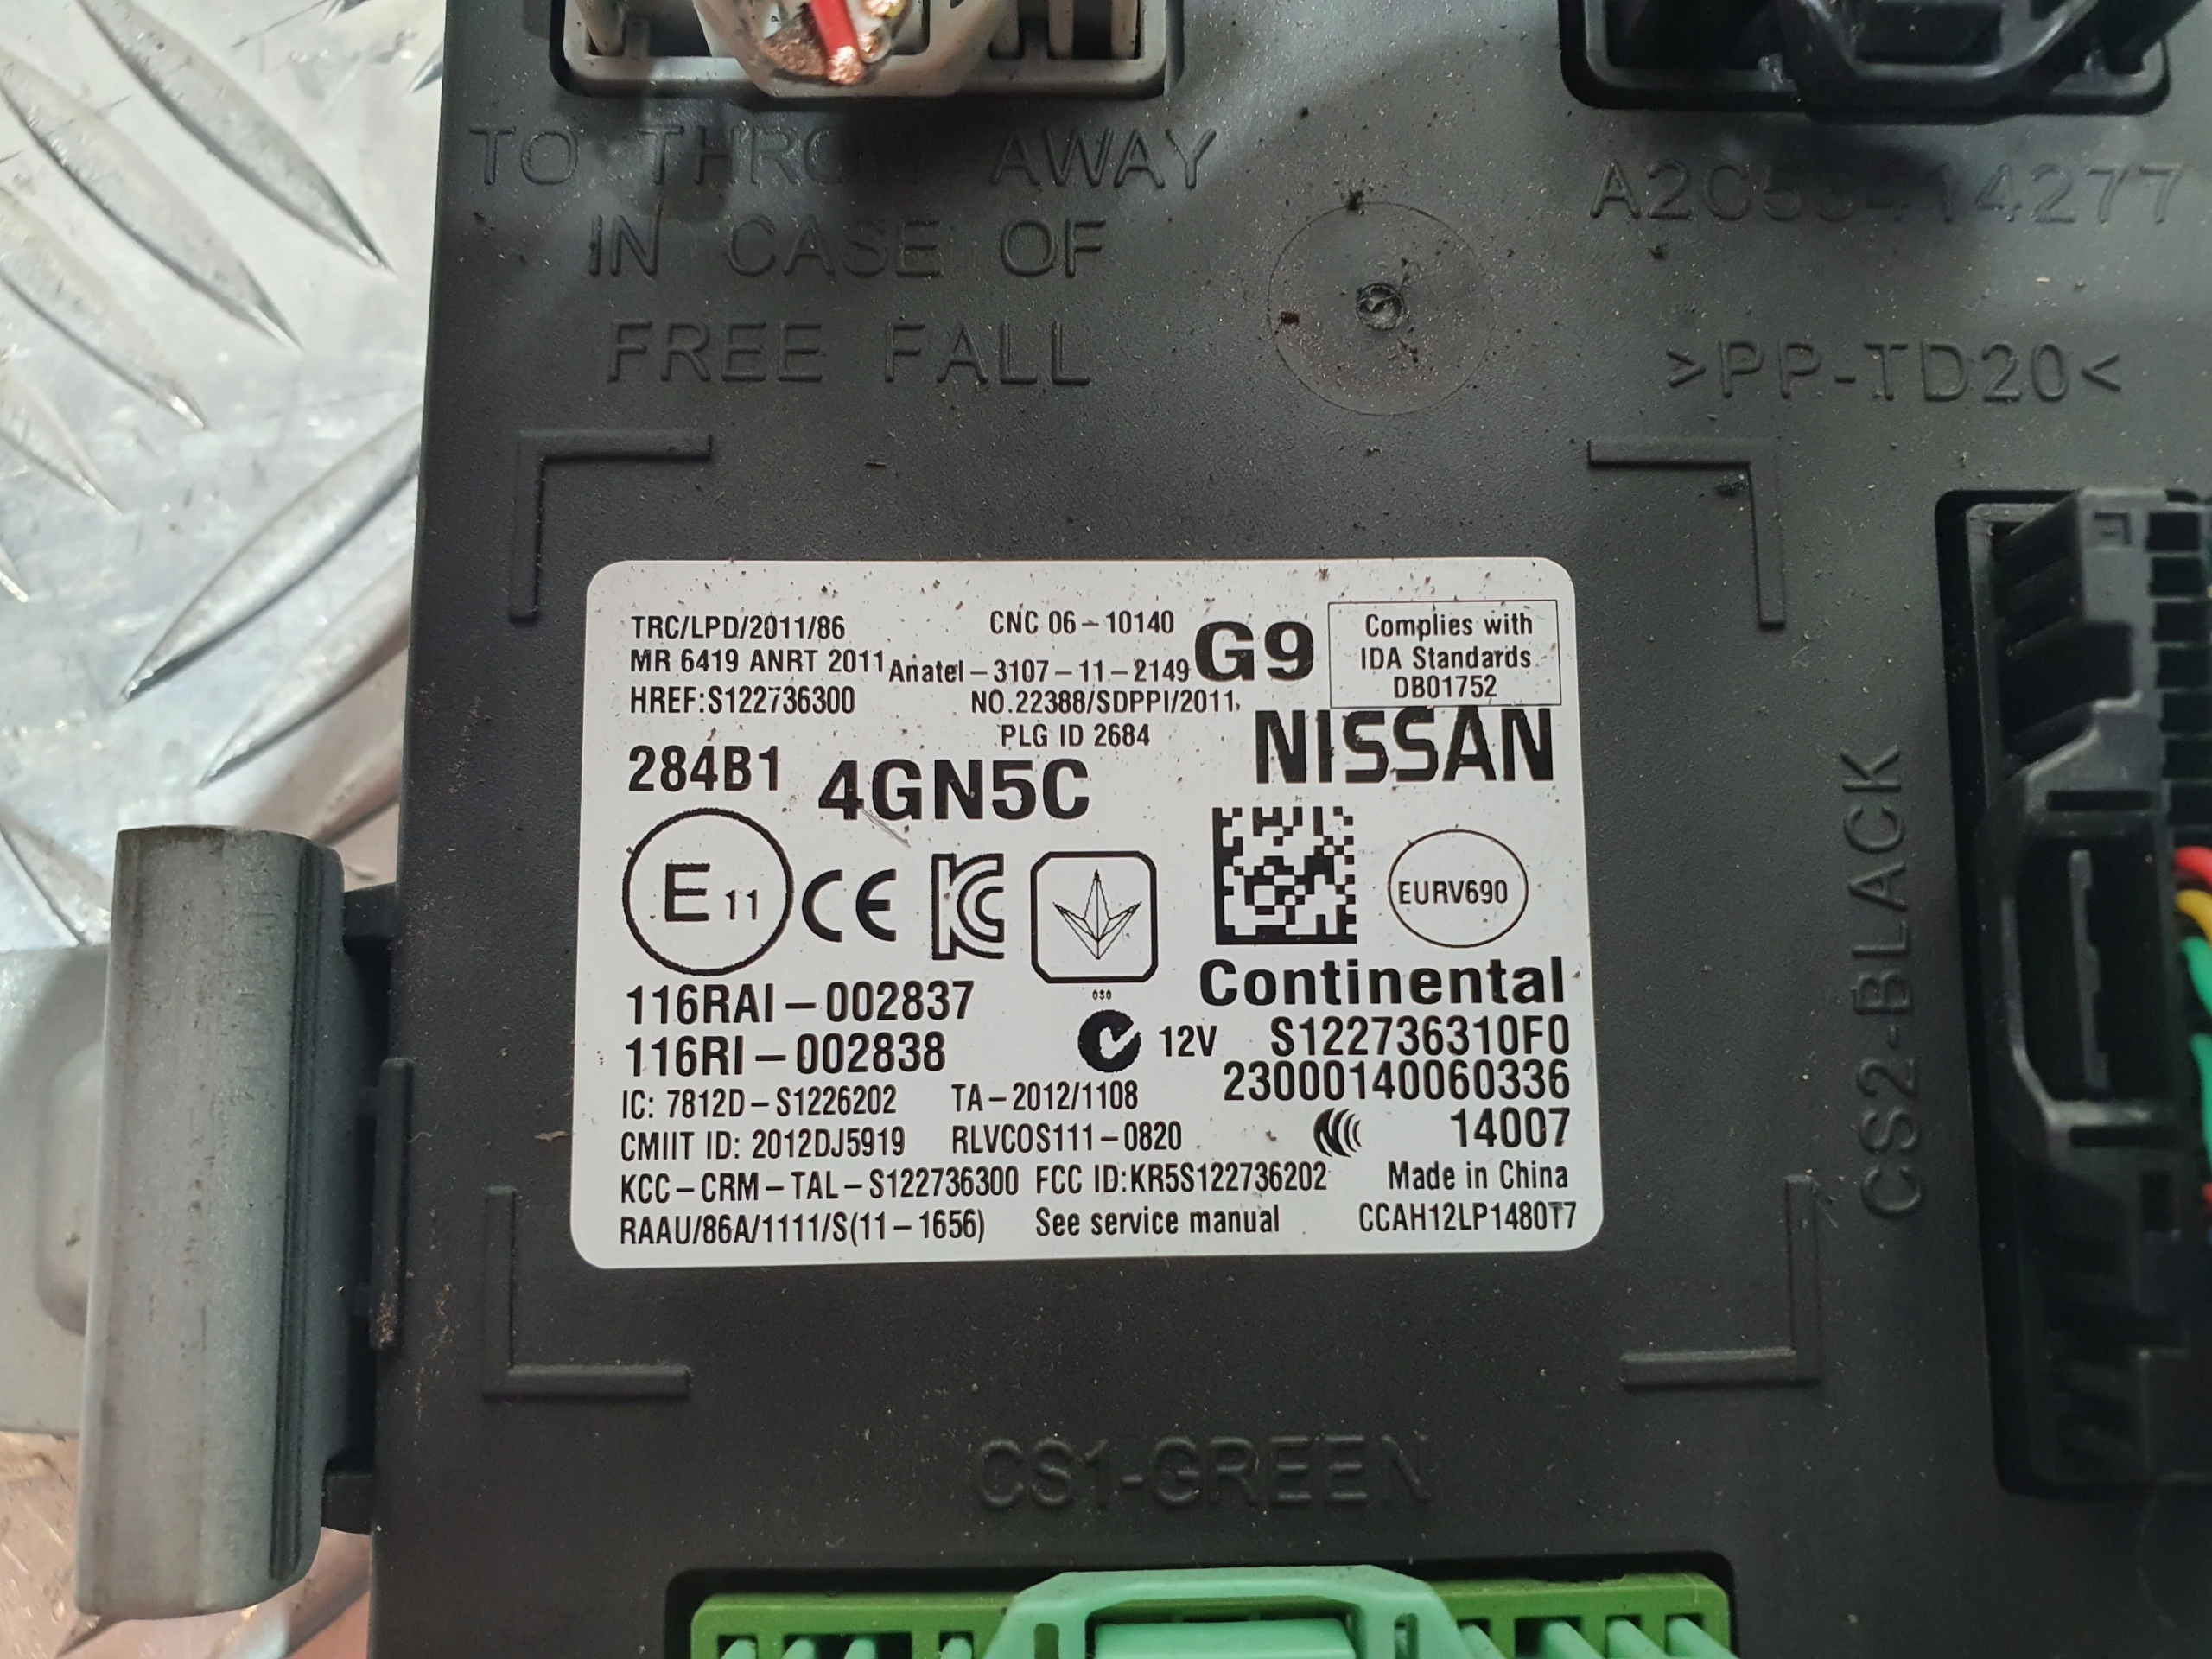 TO THROW AWAY
IN CASE OF
FREE FALL
>PP-TD20<
TRC/LPD/2011/86
CNC 06-10140
G9
Complies with
IDA Standards
DB01752
MR 6419 ANRT 2011
Anatel-3107-11-2149
HREF:S122736300
NO.22388/SDPPI/2011
PLG ID 2684
NISSAN
284B1
4GN5C
E 11
CE
KC
EURV690
030
Continental
116RAI-002837
12V
S122736310F0
116RI-002838
23000140060336
IC: 7812D-S1226202
TA-2012/1108
14007
CMIIT ID: 2012DJ5919
RLVCOS111-0820
KCC-CRM-TAL-S122736300
FCC ID:KR5S122736202
Made in China
RAAU/86A/1111/S(11-1656)
See service manual
CCAH12LP1480T7
CS2-BLACK
CS1-GREEN